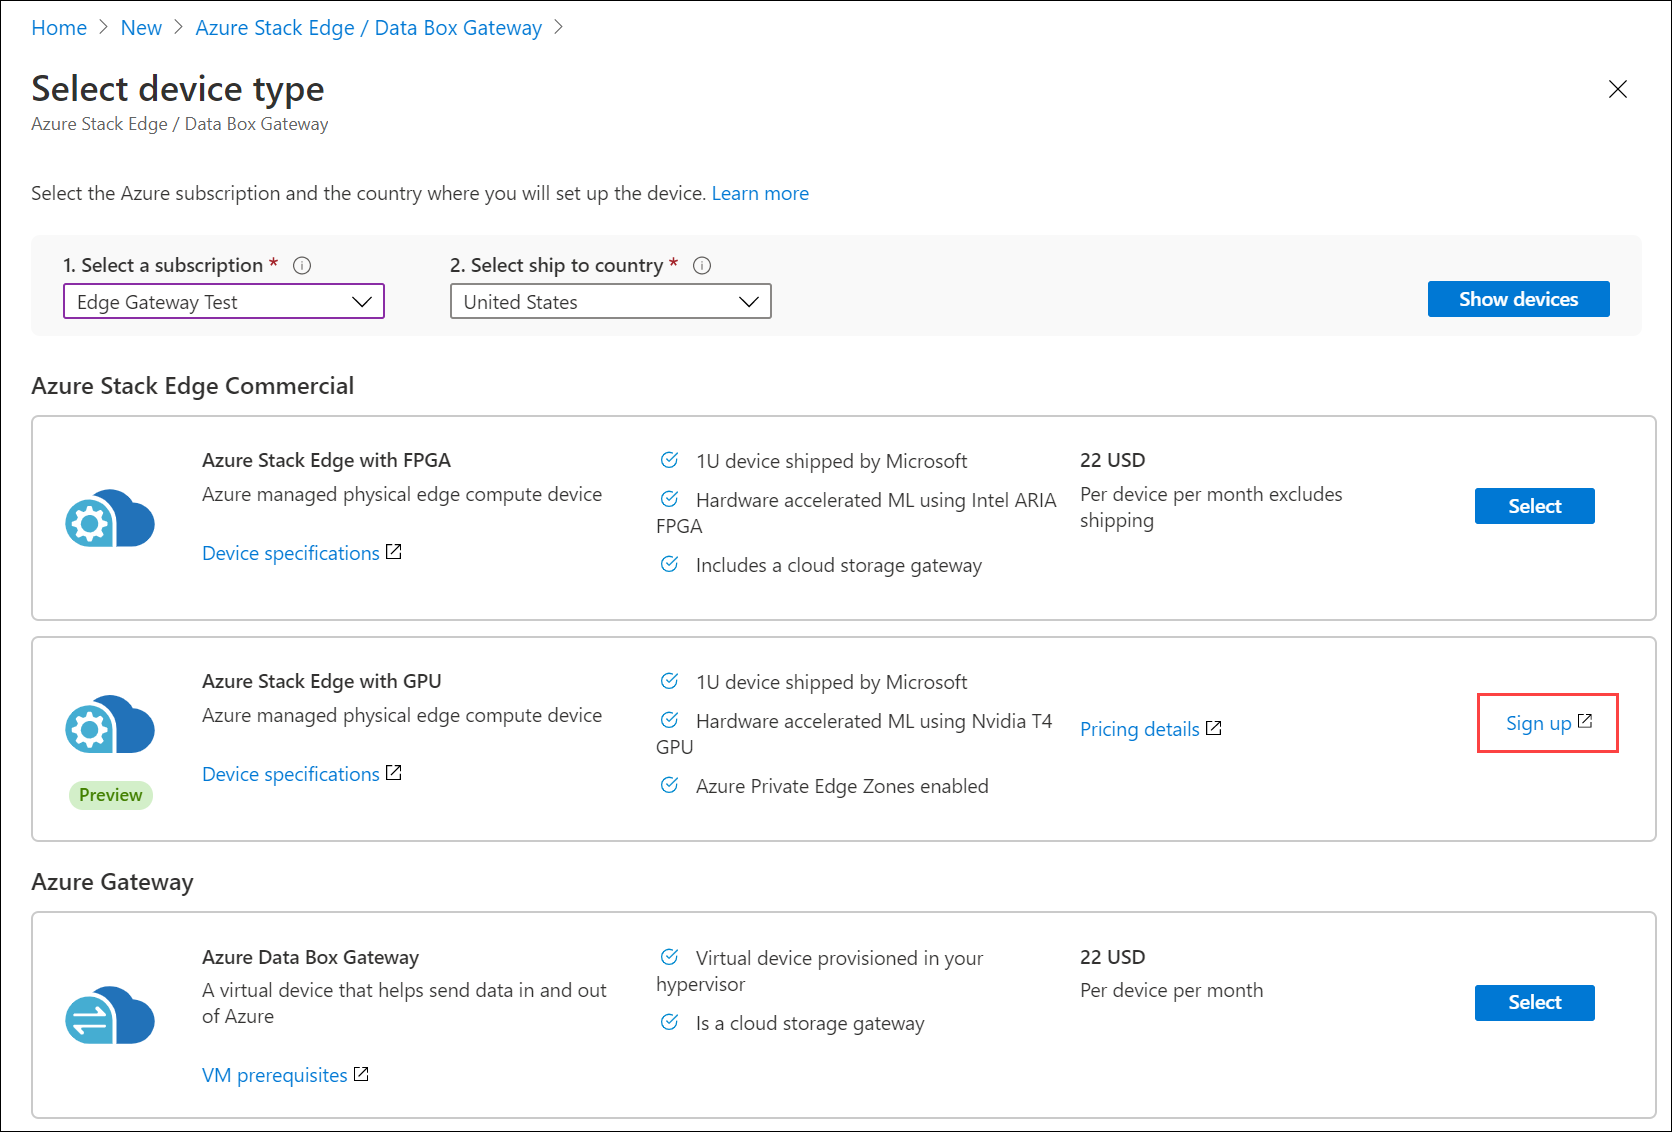 Home > New > Azure Stack Edge / Data Box Gateway >
Select device type
Azure Stack Edge / Data Box Gateway
Select the Azure subscription and the country where you will set up the device. Learn more
1. Select a subscription *
Edge Gateway Test
2. Select ship to country *
United States
Show devices
Azure Stack Edge Commercial
Azure Stack Edge with FPGA
Azure managed physical edge compute device
Device specifications
1U device shipped by Microsoft
Hardware accelerated ML using Intel ARIA
FPGA
Includes a cloud storage gateway
22 USD
Per device per month excludes
shipping
Select
Preview
Azure Stack Edge with GPU
Azure managed physical edge compute device
Device specifications
1U device shipped by Microsoft
Hardware accelerated ML using Nvidia T4
GPU
Azure Private Edge Zones enabled
Pricing details
Sign up
Azure Gateway
Azure Data Box Gateway
A virtual device that helps send data in and out
of Azure
VM prerequisites
Virtual device provisioned in your
hypervisor
Is a cloud storage gateway
22 USD
Per device per month
Select